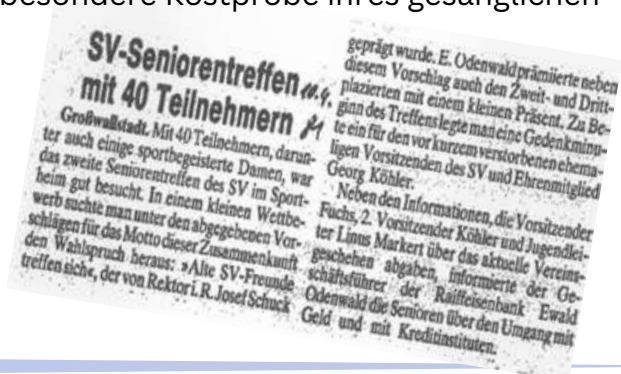 besondere Kostprobe ihres gesanglichen
SV-Seniorentreffen
mit 40 Teilnehmern
Großwallstadt. Mit 40 Teilnehmern, darun-
ter auch einige sportbegeisterte Damen, war
das zweite Seniorentreffen des SV im Sport-
heim gut besucht. In einem kleinen Wettbe-
werb suchte man unter den abgegebenen Vor-
schlägen für das Motto dieser Zusammenkunft
den Wahlspruch heraus: »Alte SV-Freunde
treffen sich«, der von Rektor i. R. Josef Schuck
geprägt wurde. E. Odenwald prämiierte neben
diesem Vorschlag auch den Zweit- und Dritt-
plazierten mit einem kleinen Präsent. Zu Be-
ginn des Treffens legte man eine Gedenkminu-
te ein für den vor kurzem verstorbenen ehema-
ligen Vorsitzenden des SV und Ehrenmitglied
Georg Köhler.
Neben den Informationen, die Vorsitzender
Fuchs, 2. Vorsitzender Köhler und Jugendlei-
ter Linus Markert über das aktuelle Vereins-
geschehen abgaben, informierte der Ge-
schäftsführer der Raiffeisenbank Ewald
Odenwald die Senioren über den Umgang mit
Geld und mit Kreditinstituten.